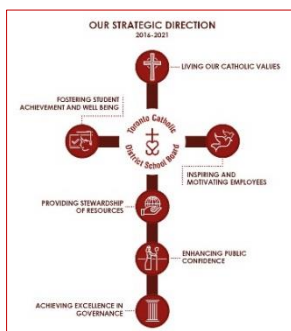 OUR STRATEGIC DIRECTION
2016-2021
LIVING OUR CATHOLIC VALUES
FOSTERING STUDENT
ACHIEVEMENT AND WELL BEING
Toronto Catholic
District School Board
INSPIRING AND
MOTIVATING EMPLOYEES
PROVIDING STEWARDSHIP
OF RESOURCES
ENHANCING PUBLIC
CONFIDENCE
ACHIEVING EXCELLENCE IN
GOVERNANCE